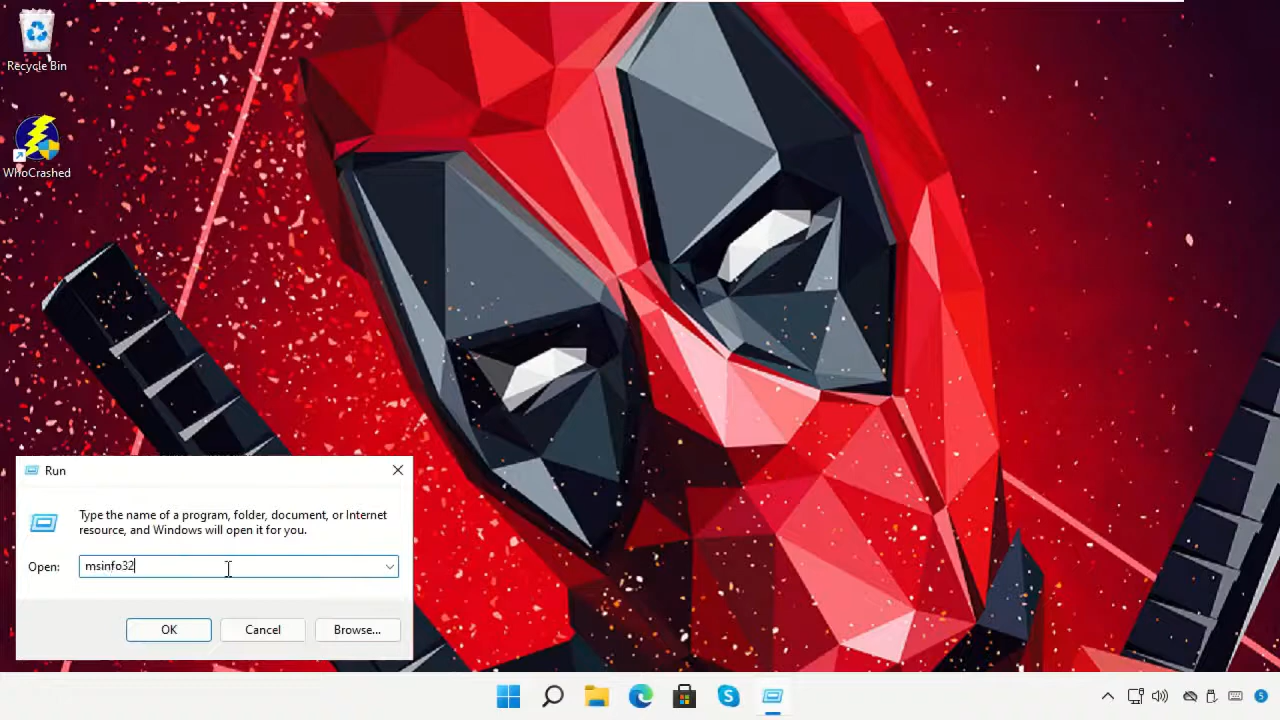 Recycle Bin
WhoCrashed
Run
Type the name of a program, folder, document, or Internet
resource, and Windows will open it for you.
Open:
msinfo32
OK
Cancel
Browse...
5